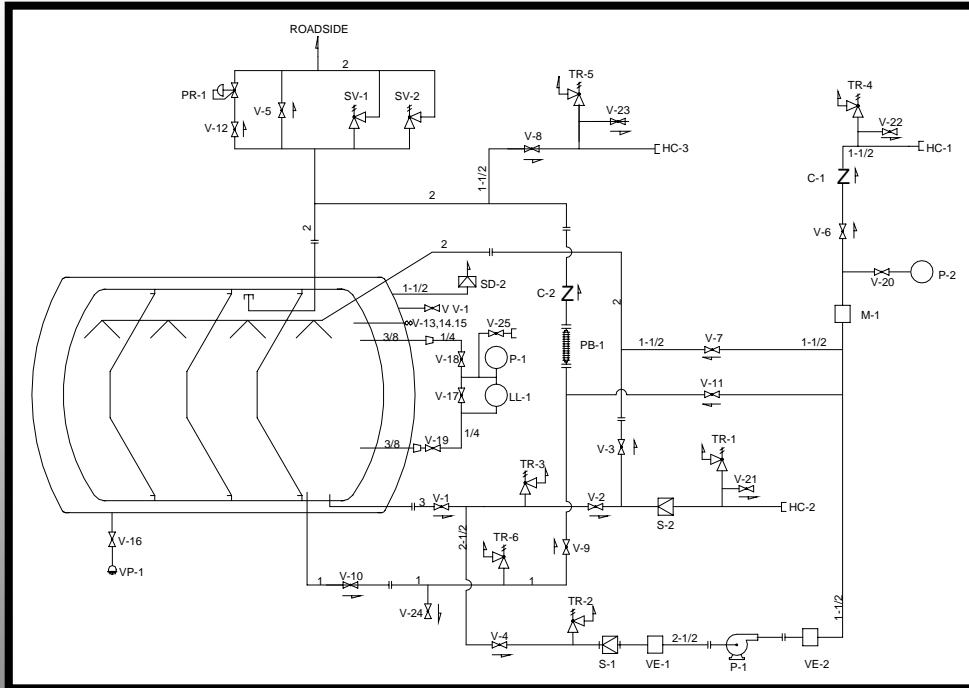 ROADSIDE
2
PR-1
V-5
SV-1
SV-2
V-12
TR-5
V-23
V-8
HC-3
1-1/2
TR-4
V-22
1-1/2
HC-1
C-1
V-6
P-2
V-20
M-1
2
2
2
2
1-1/2
SD-2
V V-1
V-13,14.15
3/8
1/4
V-25
V-18
P-1
V-17
LL-1
1/4
3/8
V-19
C-2
PB-1
V-7
1-1/2
1-1/2
V-11
V-3
TR-1
V-21
TR-3
3
V-1
V-2
S-2
HC-2
2-1/2
V-16
VP-1
TR-6
V-9
1
V-10
1
1
V-24
TR-2
V-4
S-1
VE-1
2-1/2
P-1
VE-2
1-1/2